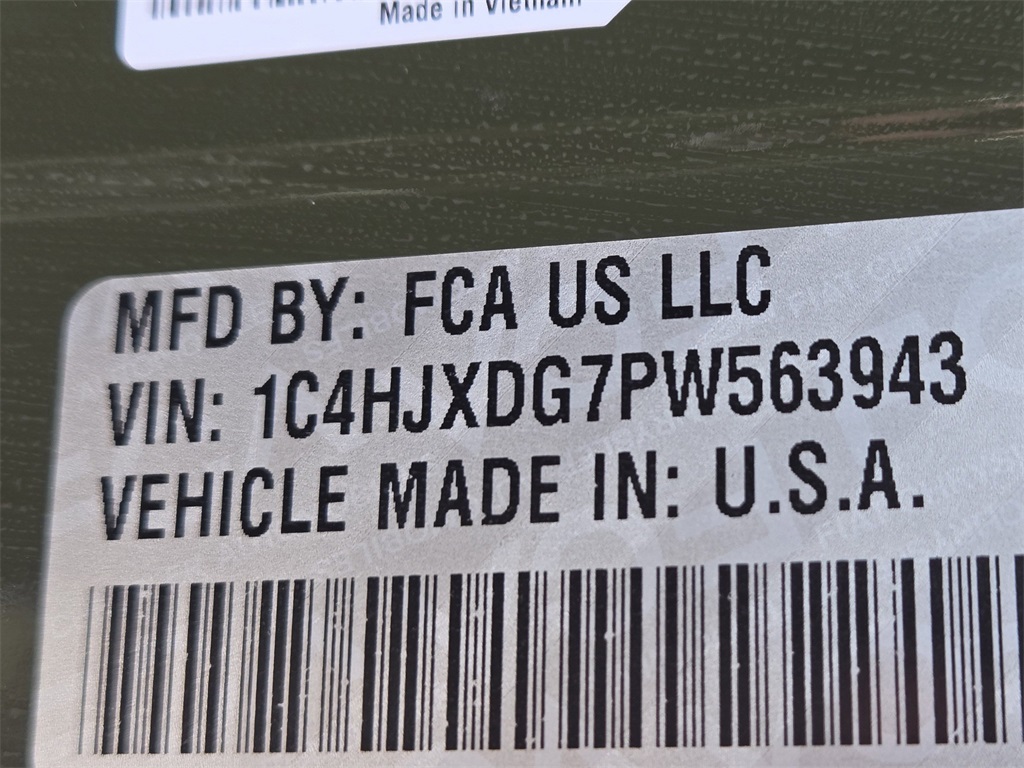 Made in Vietnam
MFD BY: FCA US LLC
VIN: 1C4HJXDG7PW563943
VEHICLE MADE IN: U.S.A.